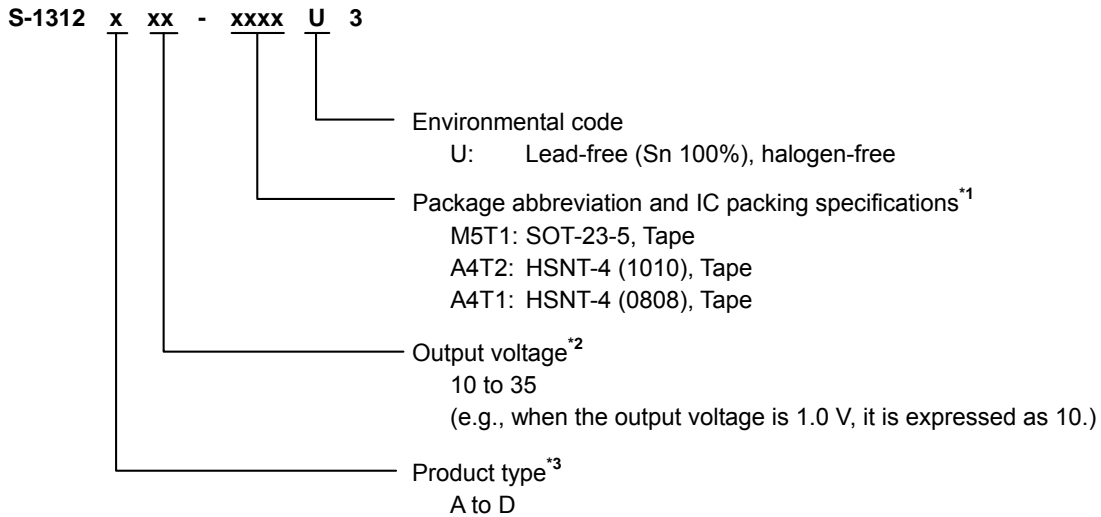 S-1312 x xx - xxxx U 3
Environmental code
U: Lead-free (Sn 100%), halogen-free
Package abbreviation and IC packing specifications*1
M5T1: SOT-23-5, Tape
A4T2: HSNT-4 (1010), Tape
A4T1: HSNT-4 (0808), Tape
Output voltage*2
10 to 35
(e.g., when the output voltage is 1.0 V, it is expressed as 10.)
Product type*3
A to D